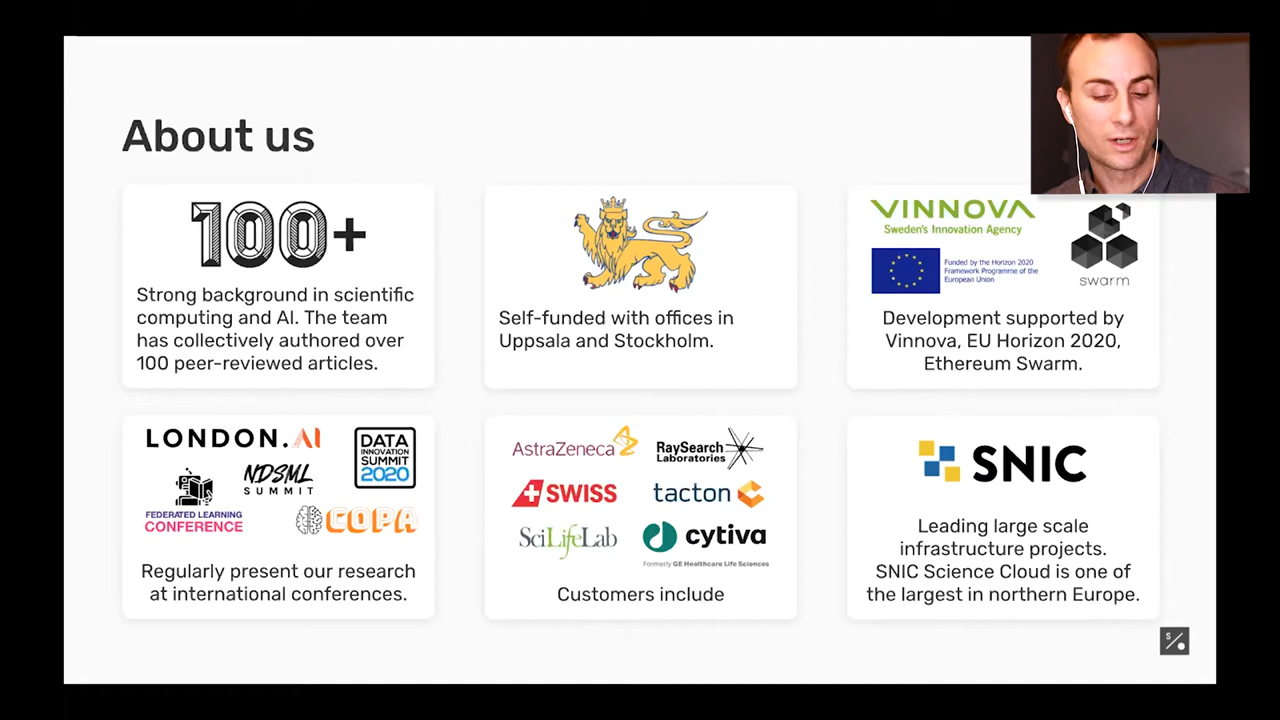 About us
100+
Strong background in scientific
computing and AI. The team
has collectively authored over
100 peer-reviewed articles.
Self-funded with offices in
Uppsala and Stockholm.
VINNOVA
Sweden's Innovation Agency
Funded by the Horizon 2020
Framework Programme of the
European Union
swarm
Development supported by
Vinnova, EU Horizon 2020,
Ethereum Swarm.
LONDON.AI
DATA
INNOVATION
SUMMIT
2020
NDSML
SUMMIT
FEDERATED LEARNING
CONFERENCE
COPA
Regularly present our research
at international conferences.
AstraZeneca
RaySearch
Laboratories
SWISS
tacton
SciLifeLab
cytiva
Formerly GE Healthcare Life Sciences
Customers include
SNIC
Leading large scale
infrastructure projects.
SNIC Science Cloud is one of
the largest in northern Europe.
S/